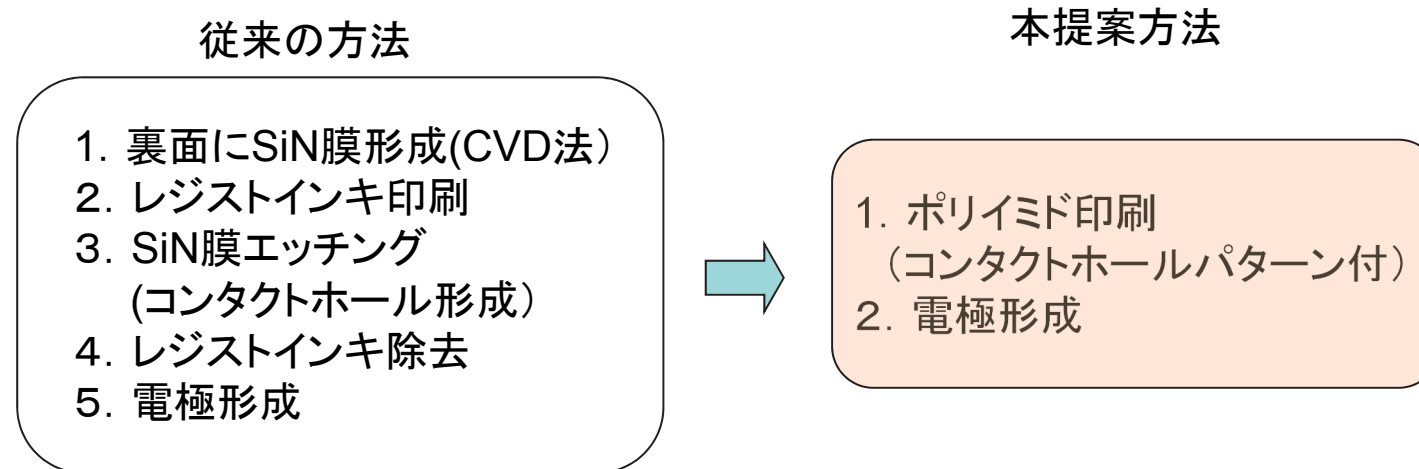 従来の方法
1. 裏面にSiN膜形成(CVD法）
２. レジストインキ印刷
３. SiN膜エッチング
(コンタクトホール形成）
４. レジストインキ除去
５. 電極形成
本提案方法
1. ポリイミド印刷
（コンタクトホールパターン付）
２. 電極形成